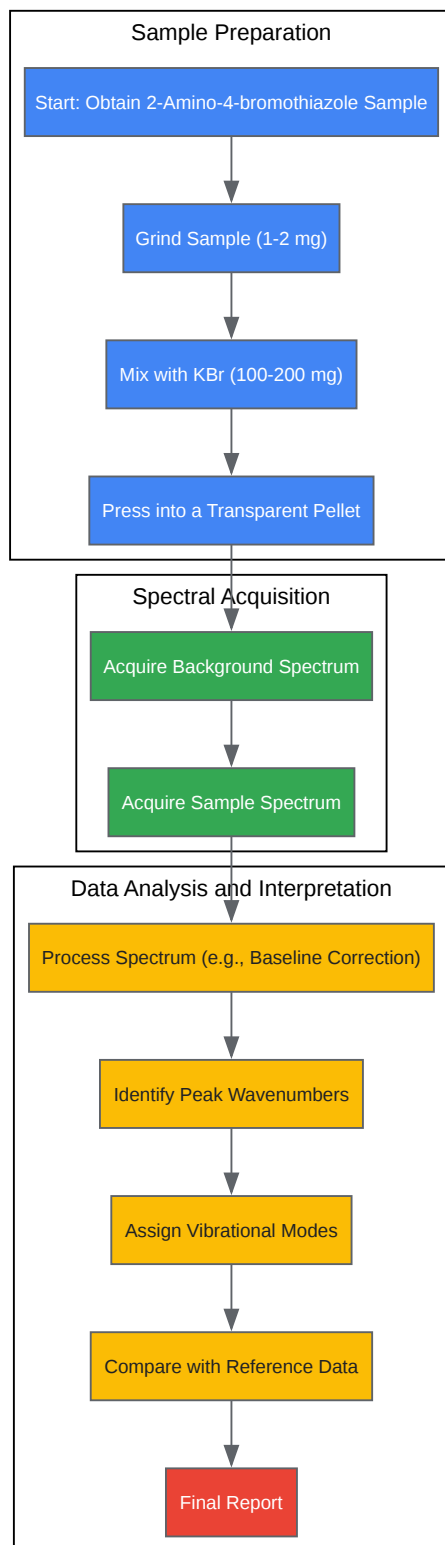 Sample Preparation
Start: Obtain 2-Amino-4-bromothiazole Sample
Grind Sample (1-2 mg)
Mix with KBr (100-200 mg)
Press into a Transparent Pellet
Spectral Acquisition
Acquire Background Spectrum
Acquire Sample Spectrum
Data Analysis and Interpretation
Process Spectrum (e.g., Baseline Correction)
Identify Peak Wavenumbers
Assign Vibrational Modes
Compare with Reference Data
Final Report